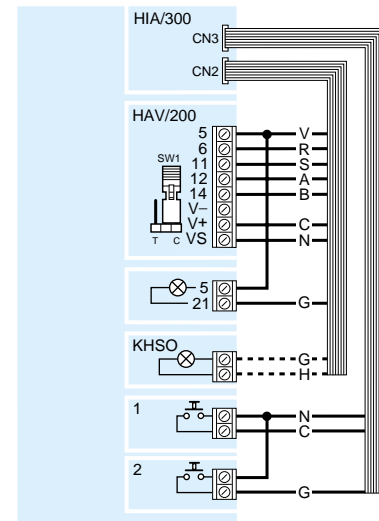 HIA/300
CN3
CN2
HAV/200
5 V
6 R
SW1
11 S
12 A
14 B
V–
V+ C
T C VS N
5
21 G
KHSO
G
H
1
N
C
2
G